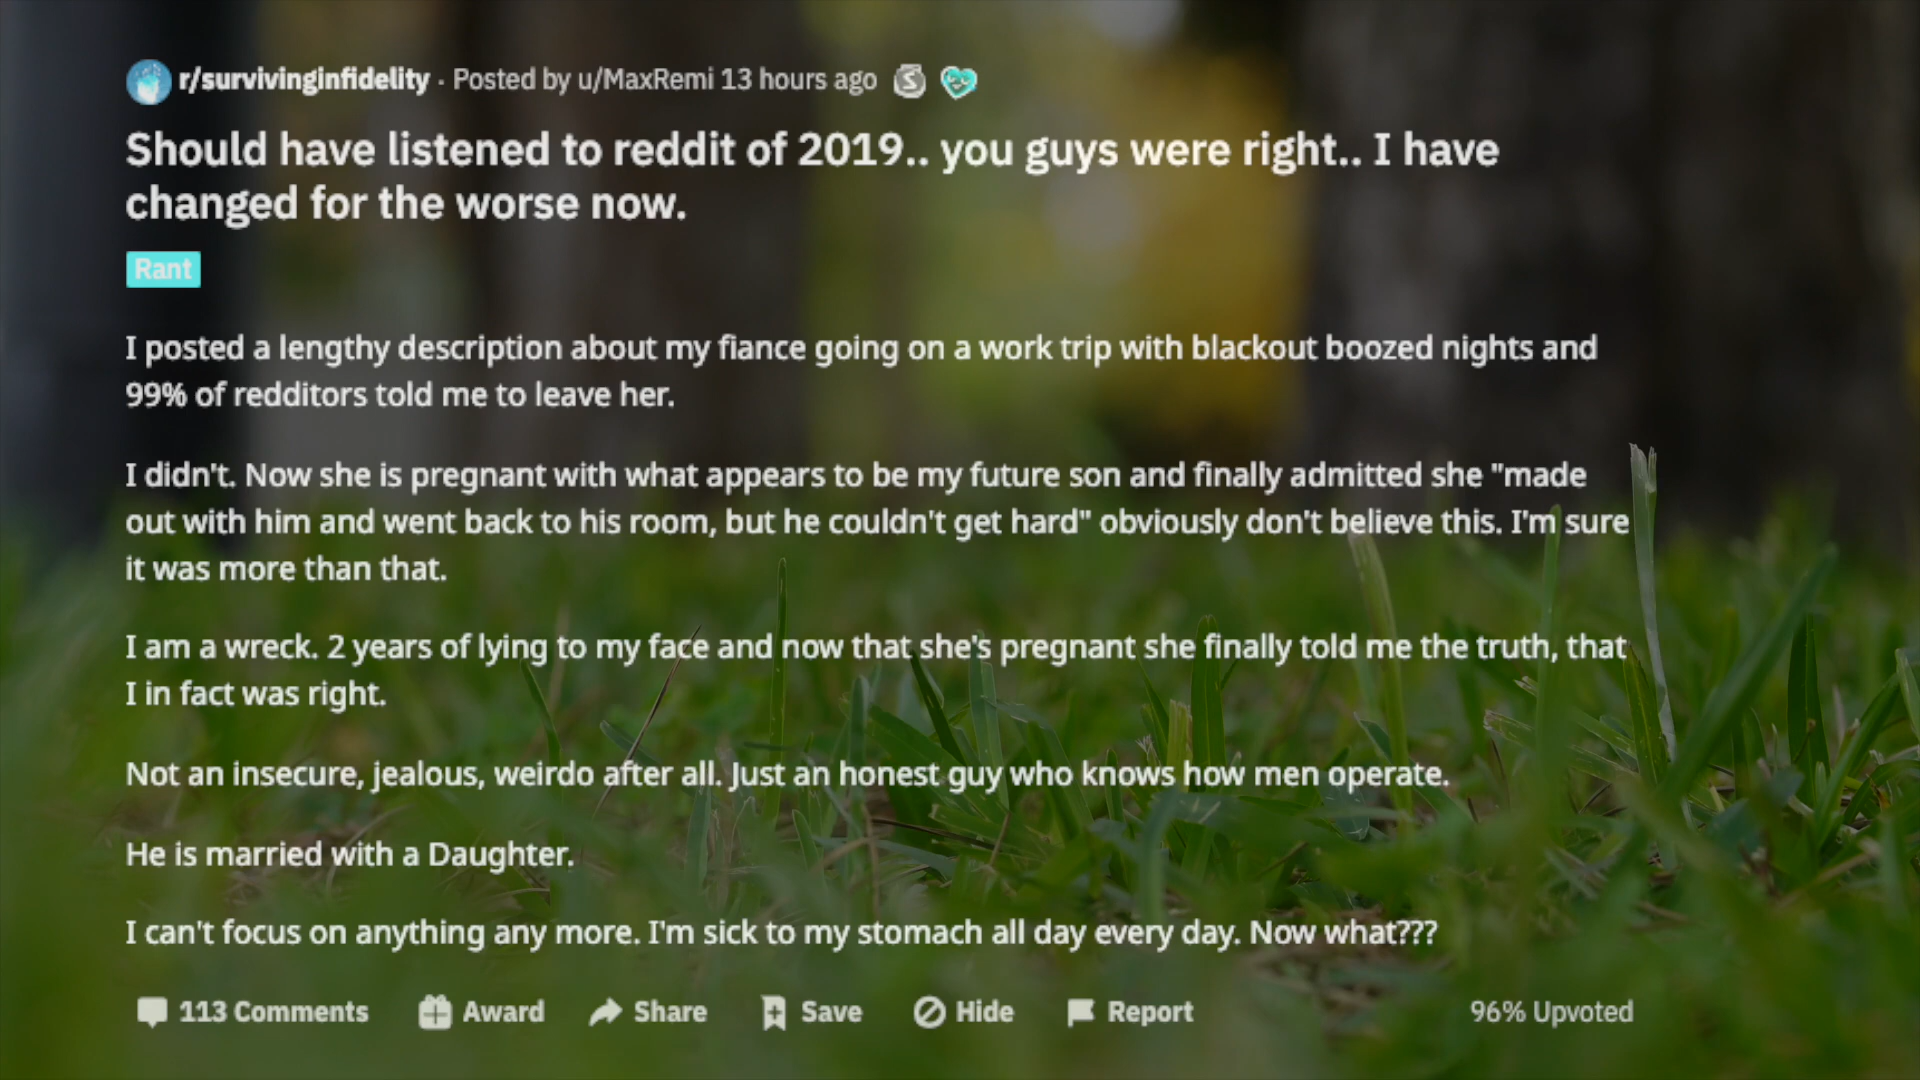 r/survivinginfidelity · Posted by u/MaxRemi 13 hours ago
Should have listened to reddit of 2019.. you guys were right.. I have
changed for the worse now.
Rant
I posted a lengthy description about my fiance going on a work trip with blackout boozed nights and
99% of redditors told me to leave her.
I didn't. Now she is pregnant with what appears to be my future son and finally admitted she "made
out with him and went back to his room, but he couldn't get hard" obviously don't believe this. I'm sure
it was more than that.
I am a wreck. 2 years of lying to my face and now that she's pregnant she finally told me the truth, that
I in fact was right.
Not an insecure, jealous, weirdo after all. Just an honest guy who knows how men operate.
He is married with a Daughter.
I can't focus on anything any more. I'm sick to my stomach all day every day. Now what???
113 Comments Award Share Save Hide Report 96% Upvoted